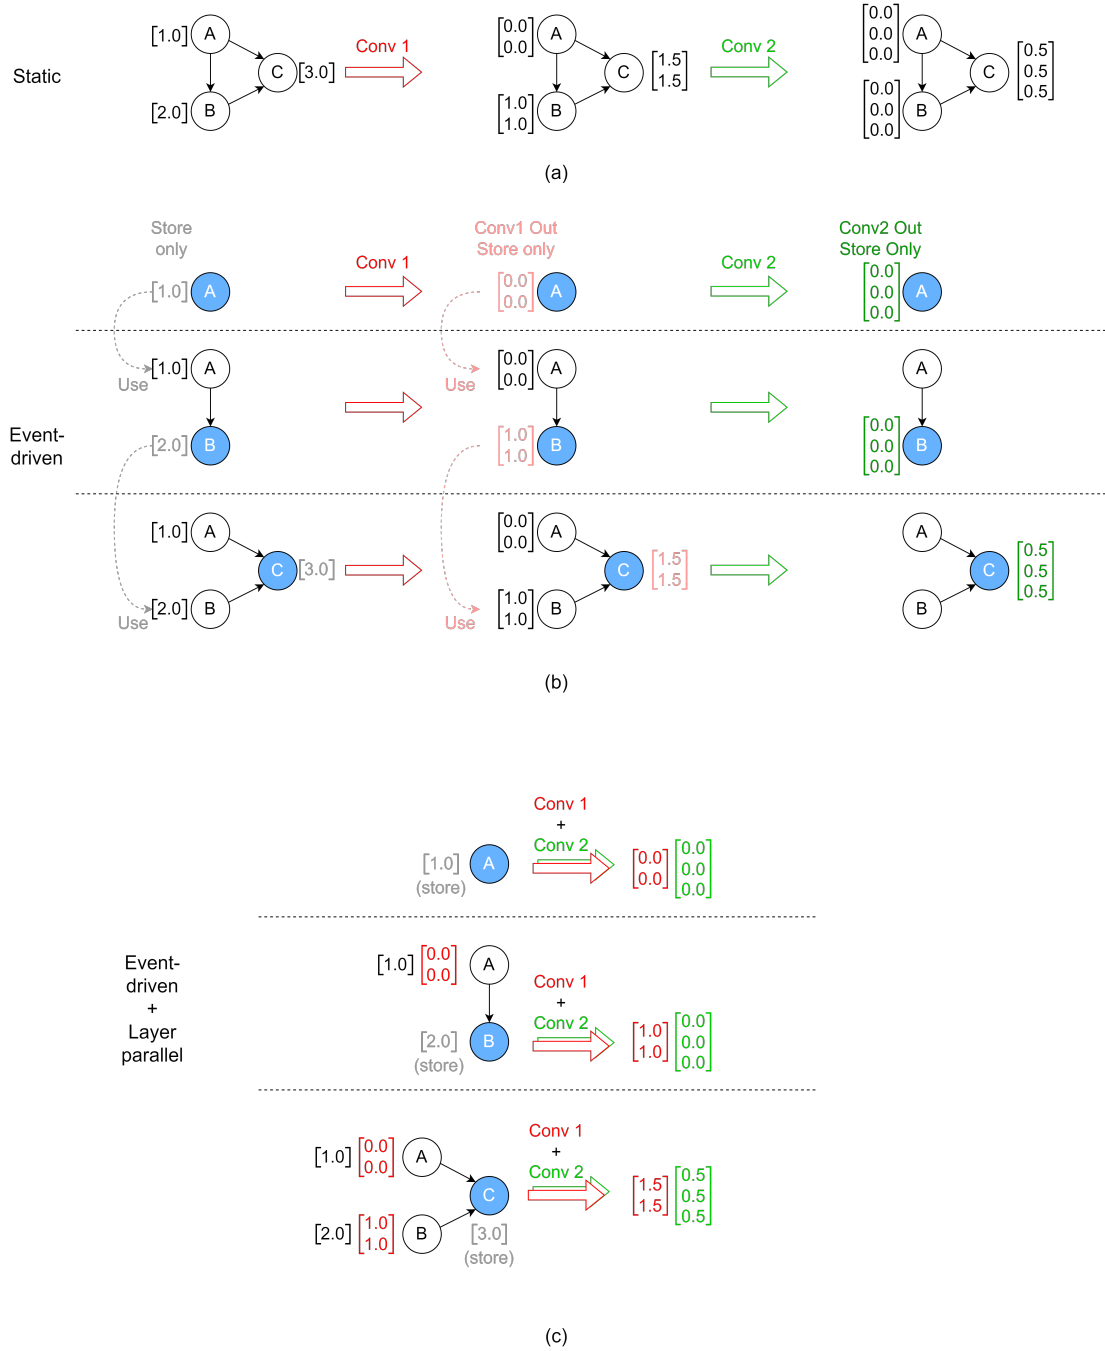 Static
[1.0] A
[2.0] B
C [3.0]
Conv 1
[0.0 A
0.0]
[1.0 B
1.0]
C [1.5
1.5]
Conv 2
[0.0 A
0.0
0.0]
[0.0 B
0.0
0.0]
C [0.5
0.5
0.5]
(a)
Event-
driven
Store
only
[1.0] A
Conv 1
Conv1 Out
Store only
[0.0 A
0.0]
Conv 2
Conv2 Out
Store Only
[0.0 A
0.0
0.0]
[1.0] A
Use
[2.0] B
[0.0 A
0.0]
Use
[1.0 B
1.0]
A
[0.0 B
0.0
0.0]
[1.0] A
C [3.0]
[2.0] B
Use
[0.0 A
0.0]
C [1.5
1.5]
[1.0 B
1.0]
Use
A
C [0.5
0.5
0.5]
B
(b)
Event-
driven
+
Layer
parallel
[1.0] A
(store)
Conv 1
+
Conv 2
[0.0
0.0]
[0.0
0.0
0.0]
[1.0] [0.0 A
0.0]
[2.0] B
(store)
Conv 1
+
Conv 2
[1.0
1.0]
[0.0
0.0
0.0]
[1.0] [0.0 A
0.0]
C
[2.0] [1.0 B
1.0]
[3.0]
(store)
Conv 1
+
Conv 2
[1.5
1.5]
[0.5
0.5
0.5]
(c)